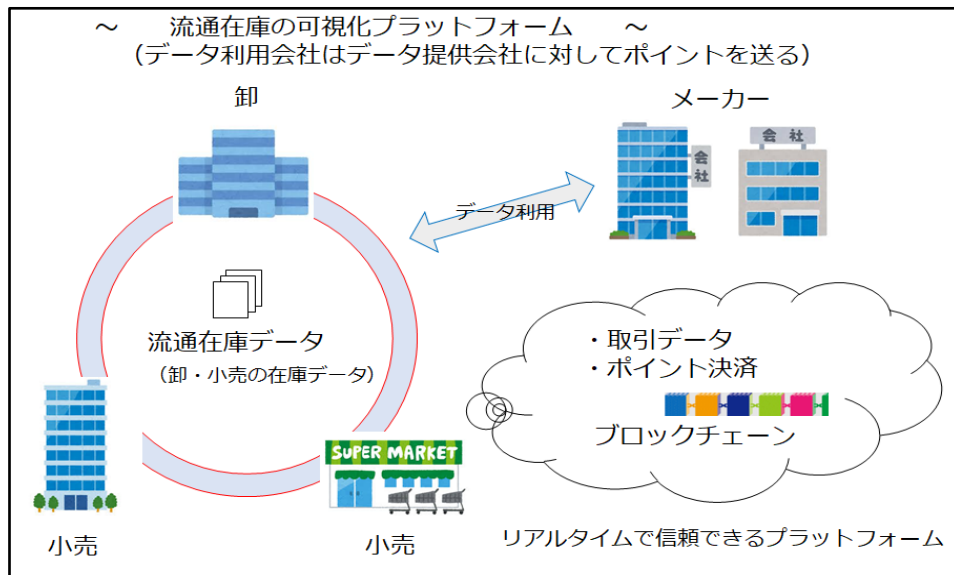 ～ 流通在庫の可視化プラットフォーム ～
（データ利用会社はデータ提供会社に対してポイントを送る）
卸
メーカー
会社
会社
データ利用
流通在庫データ
（卸・小売の在庫データ）
・取引データ
・ポイント決済
ブロックチェーン
SUPER MARKET
小売
小売
リアルタイムで信頼できるプラットフォーム